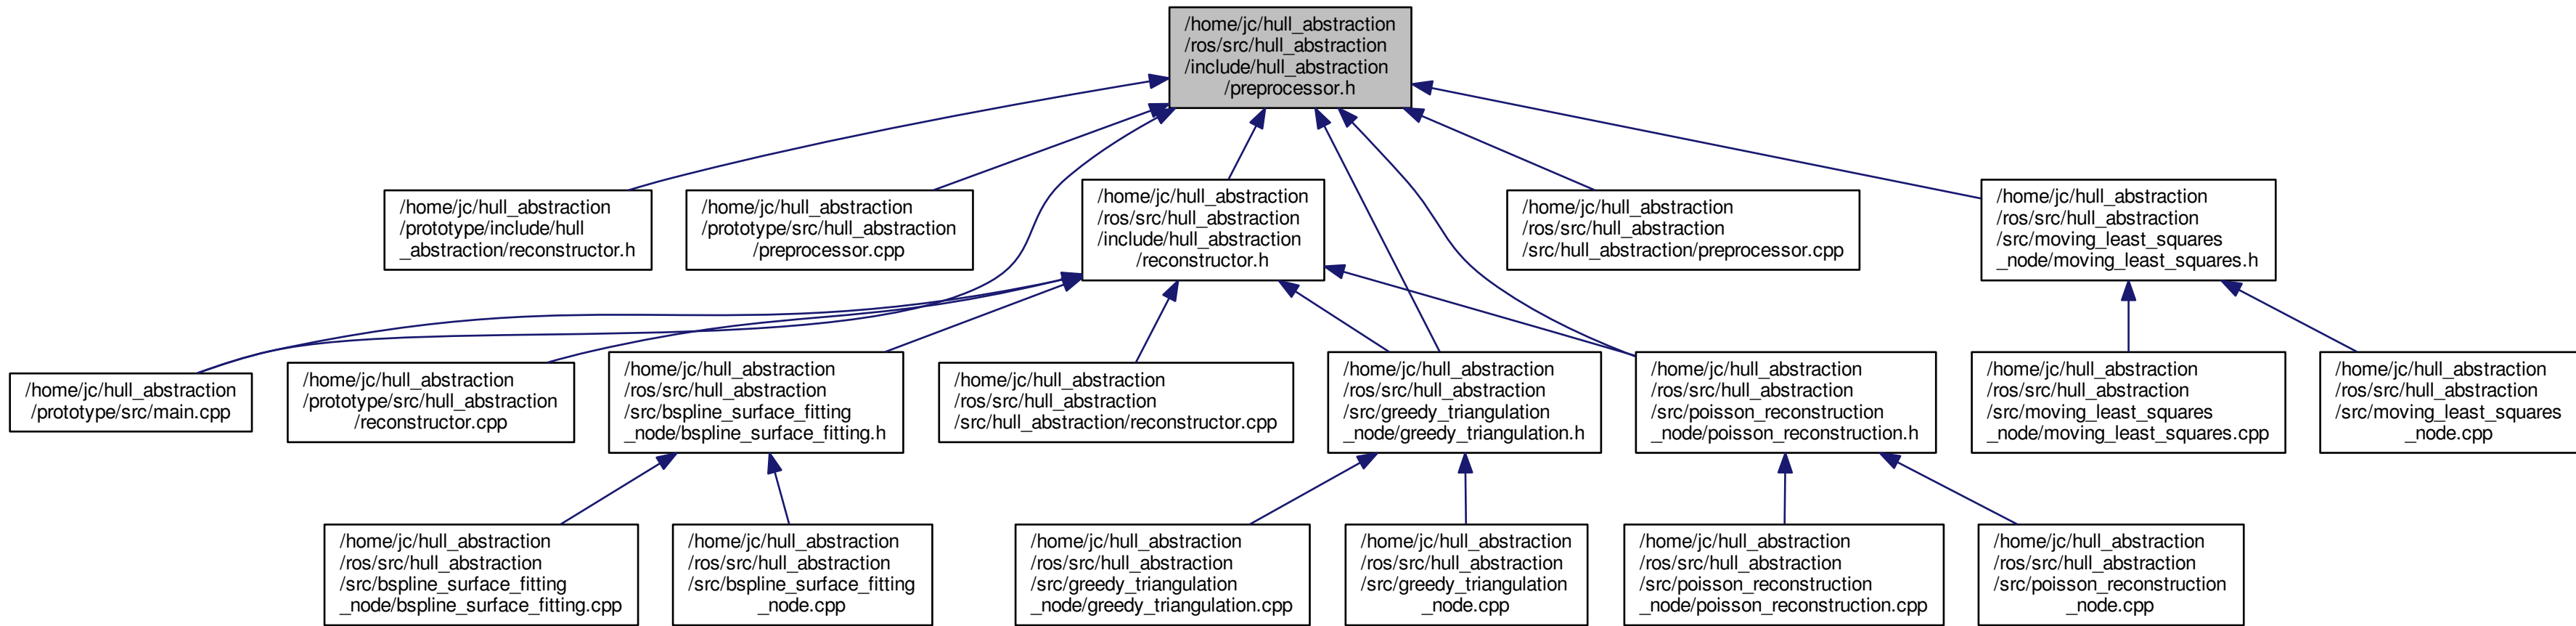 /home/jc/hull_abstraction
/ros/src/hull_abstraction
/include/hull_abstraction
/preprocessor.h
/home/jc/hull_abstraction
/prototype/include/hull
_abstraction/reconstructor.h
/home/jc/hull_abstraction
/prototype/src/hull_abstraction
/preprocessor.cpp
/home/jc/hull_abstraction
/ros/src/hull_abstraction
/include/hull_abstraction
/reconstructor.h
/home/jc/hull_abstraction
/ros/src/hull_abstraction
/src/hull_abstraction/preprocessor.cpp
/home/jc/hull_abstraction
/ros/src/hull_abstraction
/src/moving_least_squares
_node/moving_least_squares.h
/home/jc/hull_abstraction
/prototype/src/main.cpp
/home/jc/hull_abstraction
/prototype/src/hull_abstraction
/reconstructor.cpp
/home/jc/hull_abstraction
/ros/src/hull_abstraction
/src/bspline_surface_fitting
_node/bspline_surface_fitting.h
/home/jc/hull_abstraction
/ros/src/hull_abstraction
/src/hull_abstraction/reconstructor.cpp
/home/jc/hull_abstraction
/ros/src/hull_abstraction
/src/greedy_triangulation
_node/greedy_triangulation.h
/home/jc/hull_abstraction
/ros/src/hull_abstraction
/src/poisson_reconstruction
_node/poisson_reconstruction.h
/home/jc/hull_abstraction
/ros/src/hull_abstraction
/src/moving_least_squares
_node/moving_least_squares.cpp
/home/jc/hull_abstraction
/ros/src/hull_abstraction
/src/moving_least_squares
_node.cpp
/home/jc/hull_abstraction
/ros/src/hull_abstraction
/src/bspline_surface_fitting
_node/bspline_surface_fitting.cpp
/home/jc/hull_abstraction
/ros/src/hull_abstraction
/src/bspline_surface_fitting
_node.cpp
/home/jc/hull_abstraction
/ros/src/hull_abstraction
/src/greedy_triangulation
_node/greedy_triangulation.cpp
/home/jc/hull_abstraction
/ros/src/hull_abstraction
/src/greedy_triangulation
_node.cpp
/home/jc/hull_abstraction
/ros/src/hull_abstraction
/src/poisson_reconstruction
_node/poisson_reconstruction.cpp
/home/jc/hull_abstraction
/ros/src/hull_abstraction
/src/poisson_reconstruction
_node.cpp